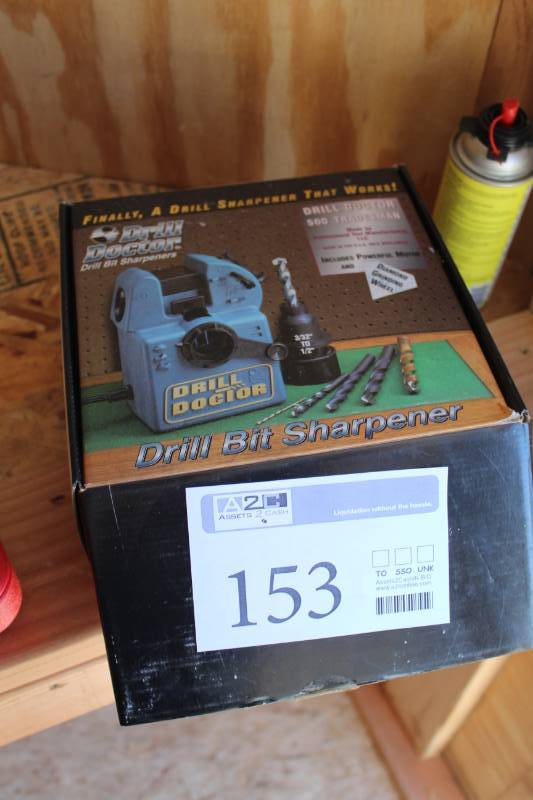 FINALLY, A DRILL SHARPENER THAT WORKS!
Drill
Doctor
Drill Bit Sharpeners
DRILL DOCTOR
500 TRADESMAN
INCLUDES POWERFUL MOTOR
AND
DIAMOND
GRINDING
WHEEL
3/32"
TO
1/2"
DRILL
DOCTOR
Drill Bit Sharpener
A2C
ASSETS 2 CASH
Liquidation without the hassle.
153
TO SSO UNK